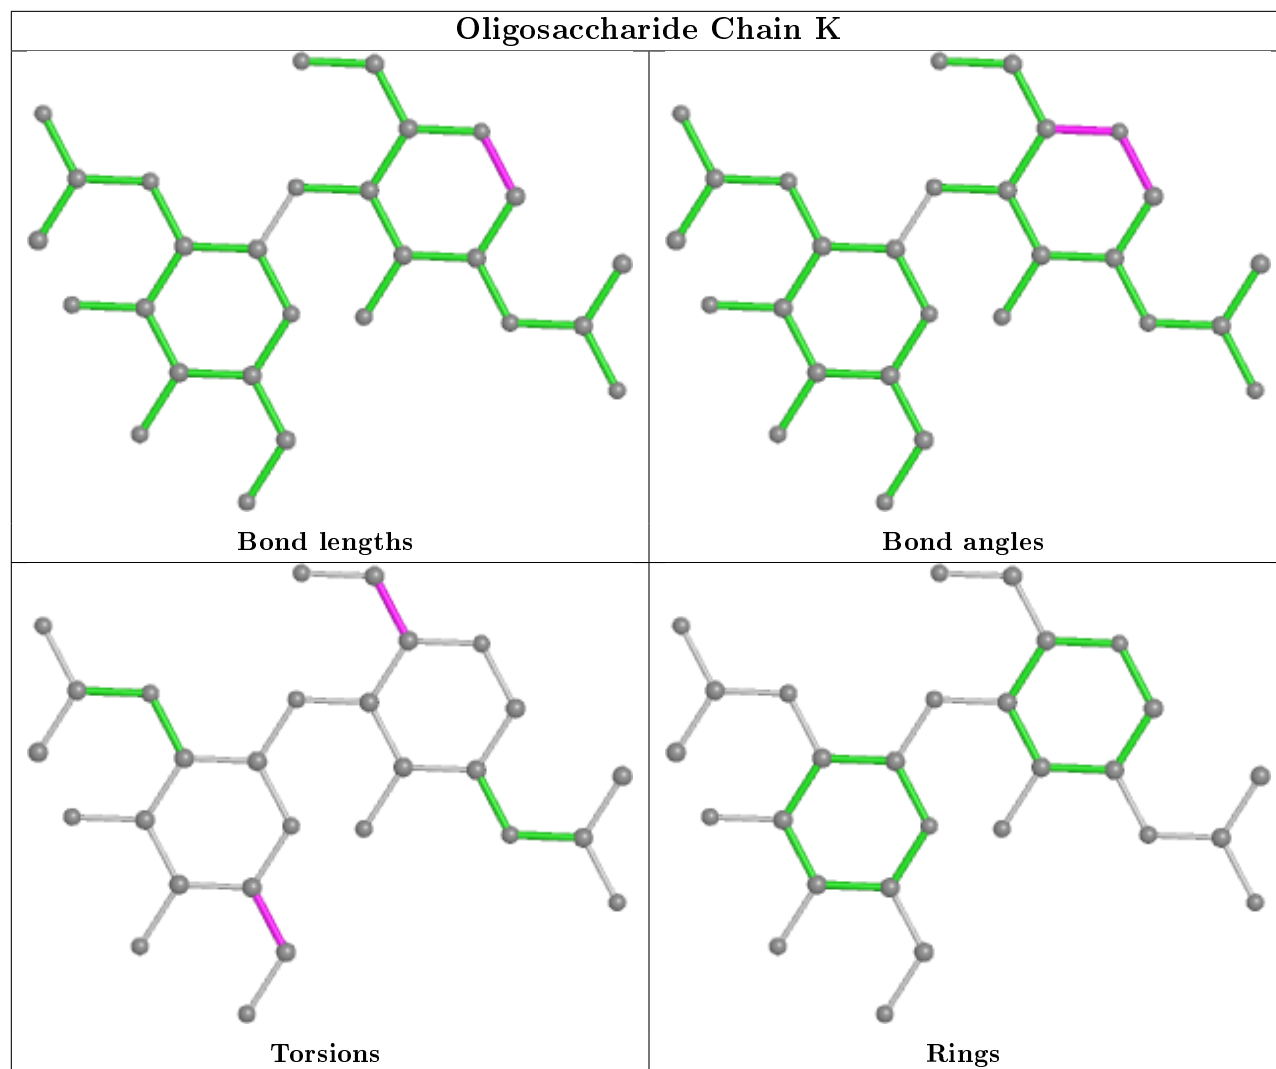 Oligosaccharide Chain K
Bond lengths
Bond angles
Torsions
Rings